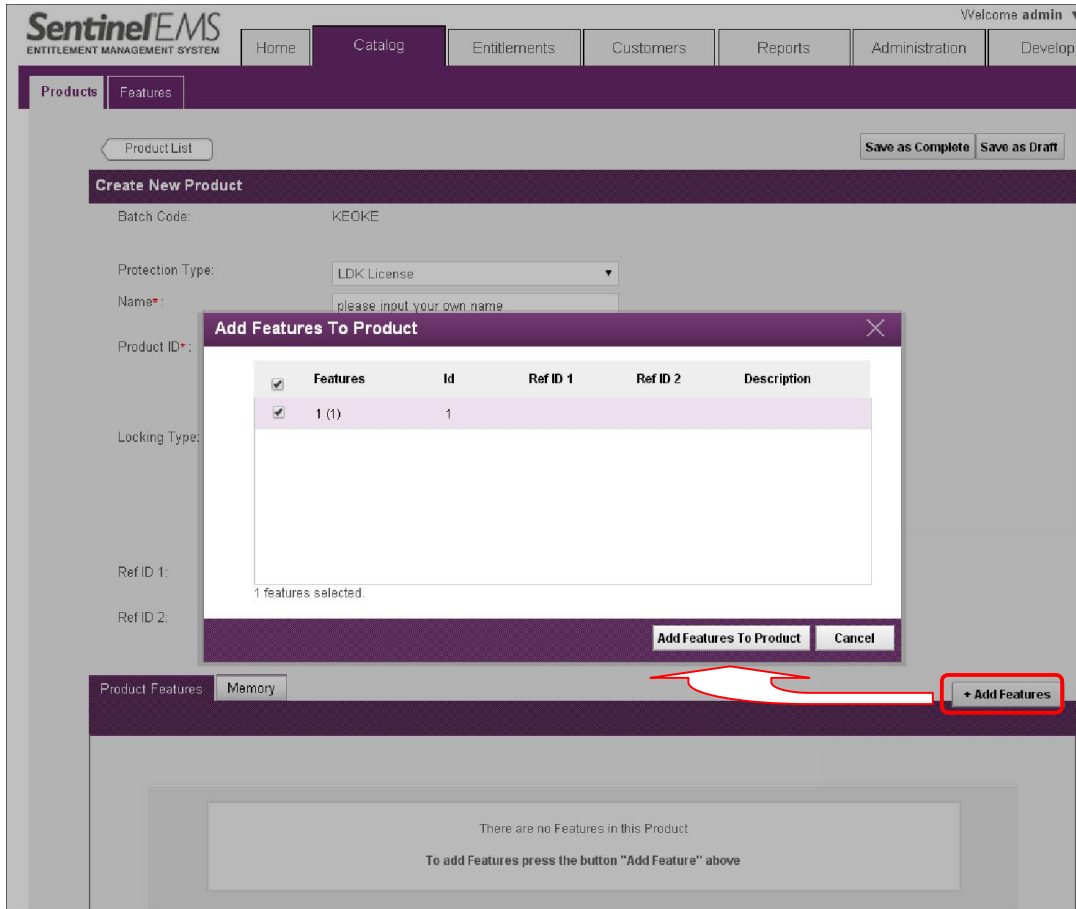 Welcome admin
Sentinel EMS
ENTITLEMENT MANAGEMENT SYSTEM
Home Catalog Entitlements Customers Reports Administration Develop
Products Features
Product List Save as Complete Save as Draft
Create New Product
Batch Code: KEOKE
Protection Type: LDK License
Name*: please input your own name
Add Features To Product
Product ID*:
Features Id Ref ID 1 Ref ID 2 Description
1 (1) 1
Locking Type:
Ref ID 1:
1 features selected.
Ref ID 2:
Add Features To Product Cancel
Product Features Memory + Add Features
There are no Features in this Product
To add Features press the button "Add Feature" above